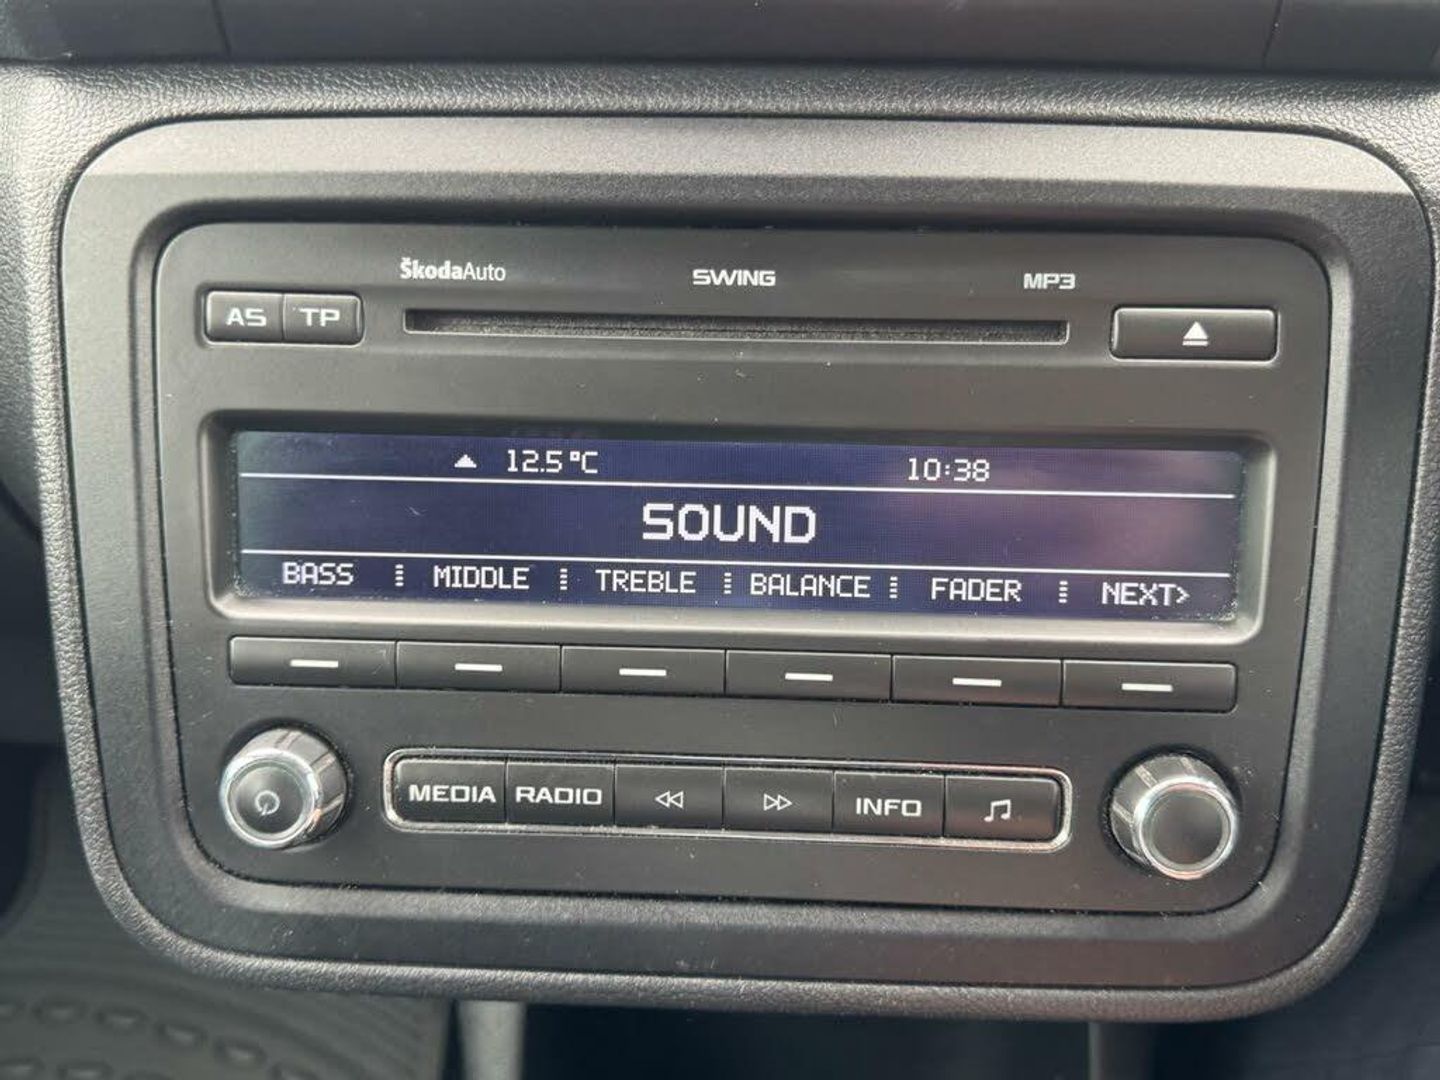 ŠkodaAuto SWING MP3
AS TP
12.5°C 10:38
SOUND
BASS MIDDLE TREBLE BALANCE FADER NEXT>
MEDIA RADIO INFO